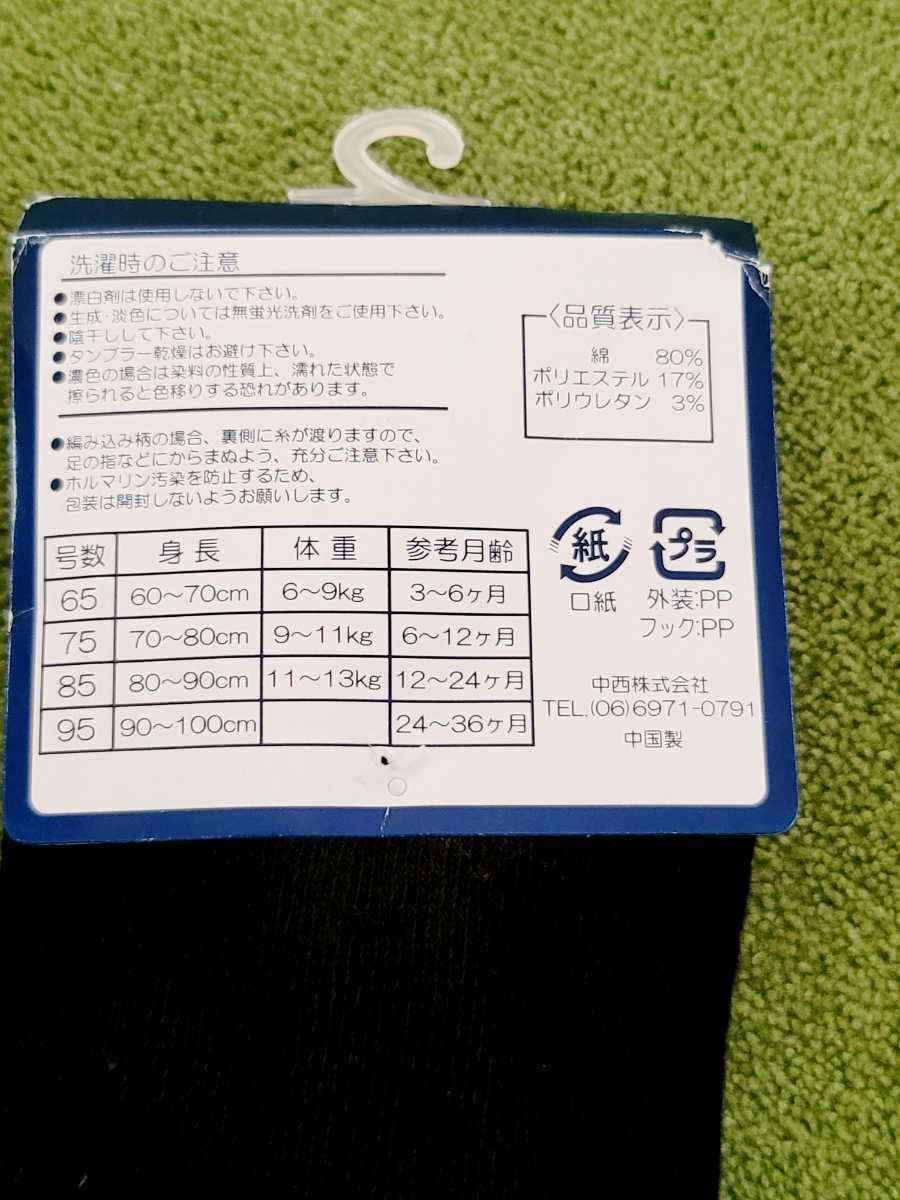 洗濯時のご注意
●漂白剤は使用しないで下さい。
●生成・淡色については無蛍光洗剤をご使用下さい。
●陰干しして下さい。
●タンブラー乾燥はお避け下さい。
●濃色の場合は染料の性質上、濡れた状態で
擦られると色移りする恐れがあります。
●編み込み柄の場合、裏側に糸が渡りますので、
足の指などにからまぬよう、充分ご注意下さい。
●ホルマリン汚染を防止するため、
包装は開封しないようお願いします。
号数 身長 体重 参考月齢
65 60〜70cm 6〜9kg 3〜6ヶ月
75 70〜80cm 9〜11kg 6〜12ヶ月
85 80〜90cm 11〜13kg 12〜24ヶ月
95 90〜100cm 24〜36ヶ月
〈品質表示〉
綿 80%
ポリエステル 17%
ポリウレタン 3%
紙 プラ
口紙 外装:PP
フック:PP
中西株式会社
TEL.(06)6971-0791
中国製